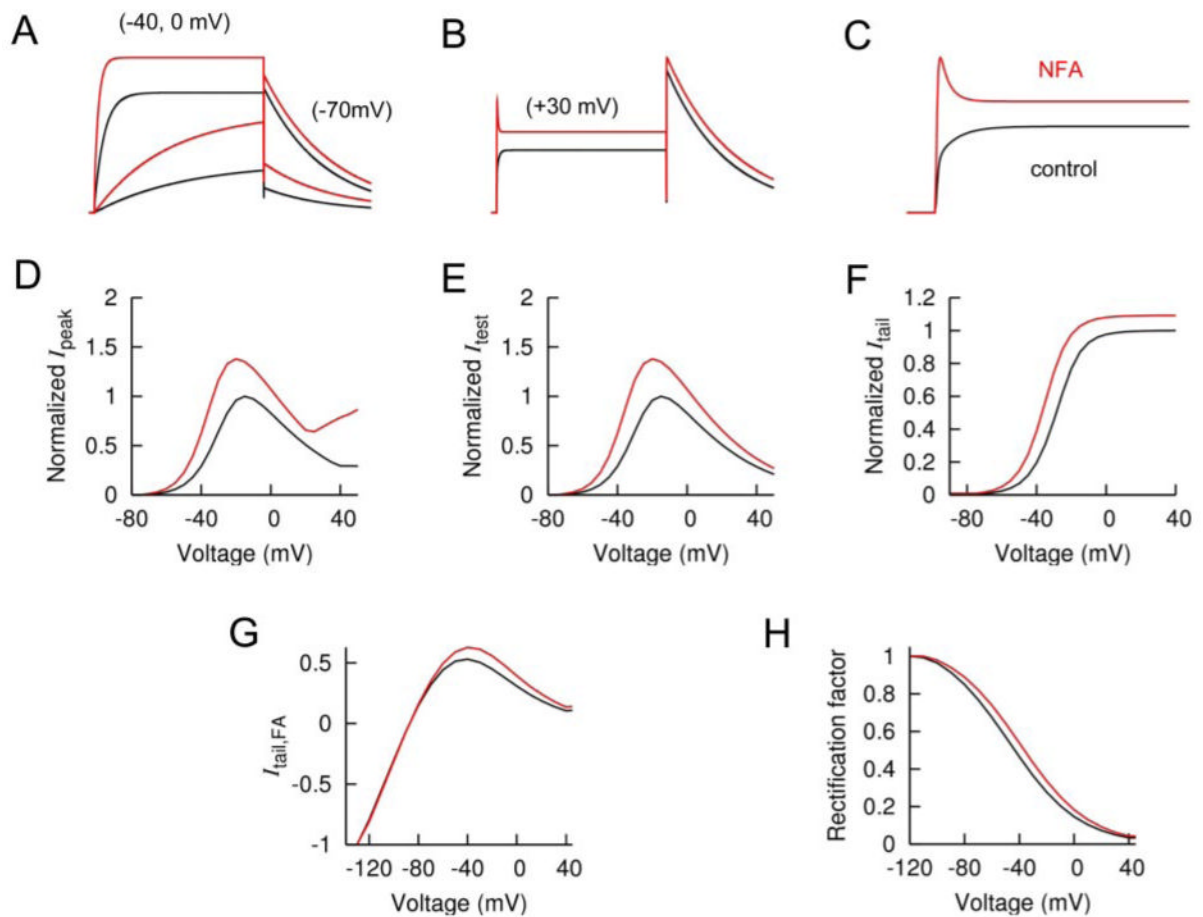 A
(-40, 0 mV)
(-70mV)
B
(+30 mV)
C
NFA
control
D
Normalized Ipeak
2
1.5
1
0.5
0
-80 -40 0 40
Voltage (mV)
E
Normalized Itest
2
1.5
1
0.5
0
-80 -40 0 40
Voltage (mV)
F
Normalized Itail
1.2
1
0.8
0.6
0.4
0.2
0
-80 -40 0 40
Voltage (mV)
G
Itail,FA
0.5
0
-0.5
-1
-120 -80 -40 0 40
Voltage (mV)
H
Rectification factor
1
0.8
0.6
0.4
0.2
0
-120 -80 -40 0 40
Voltage (mV)